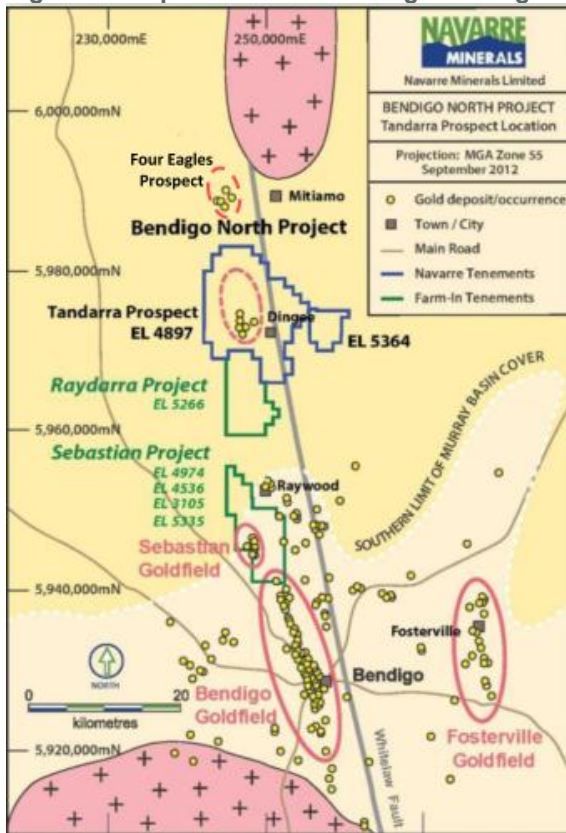 230,000mE
250,000mE
NAVARRE
MINERALS
Navarre Minerals Limited
BENDIGO NORTH PROJECT
Tandarra Prospect Location
Projection: MGA Zone 55
September 2012
Gold deposit/occurrence
Town / City
Main Road
Navarre Tenements
Farm-In Tenements
6,000,000mN
Four Eagles
Prospect
Mitiamo
Bendigo North Project
5,980,000mN
Tandarra Prospect
EL 4897
Dingee
EL 5364
Raydarra Project
EL 5266
5,960,000mN
SOUTHERN LIMIT OF MURRAY BASIN COVER
Sebastian Project
EL 4974
EL 4536
EL 3105
EL 5335
Raywood
Sebastian
Goldfield
5,940,000mN
Fosterville
NORTH
Bendigo
Bendigo
Goldfield
0
20
kilometres
Fosterville
Goldfield
Whitelaw Fault
5,920,000mN